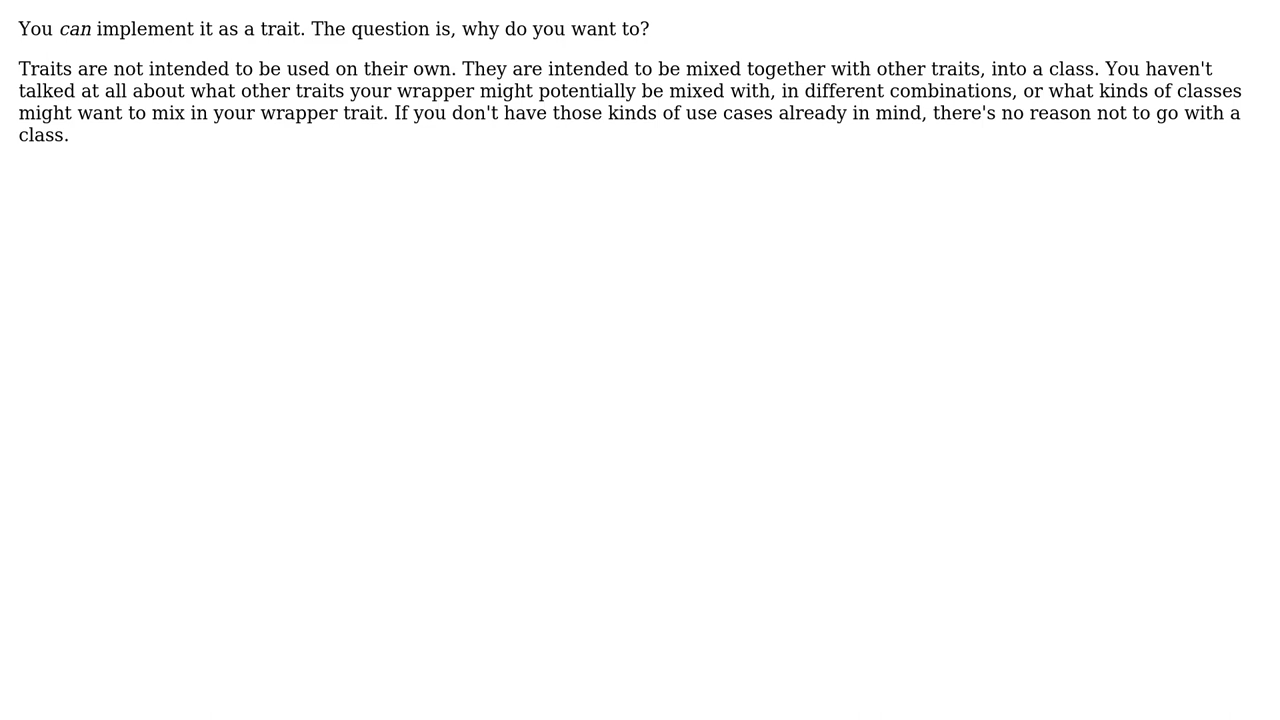 You can implement it as a trait. The question is, why do you want to?
Traits are not intended to be used on their own. They are intended to be mixed together with other traits, into a class. You haven't
talked at all about what other traits your wrapper might potentially be mixed with, in different combinations, or what kinds of classes
might want to mix in your wrapper trait. If you don't have those kinds of use cases already in mind, there's no reason not to go with a
class.